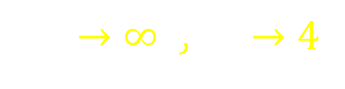 → ∞ , → 4